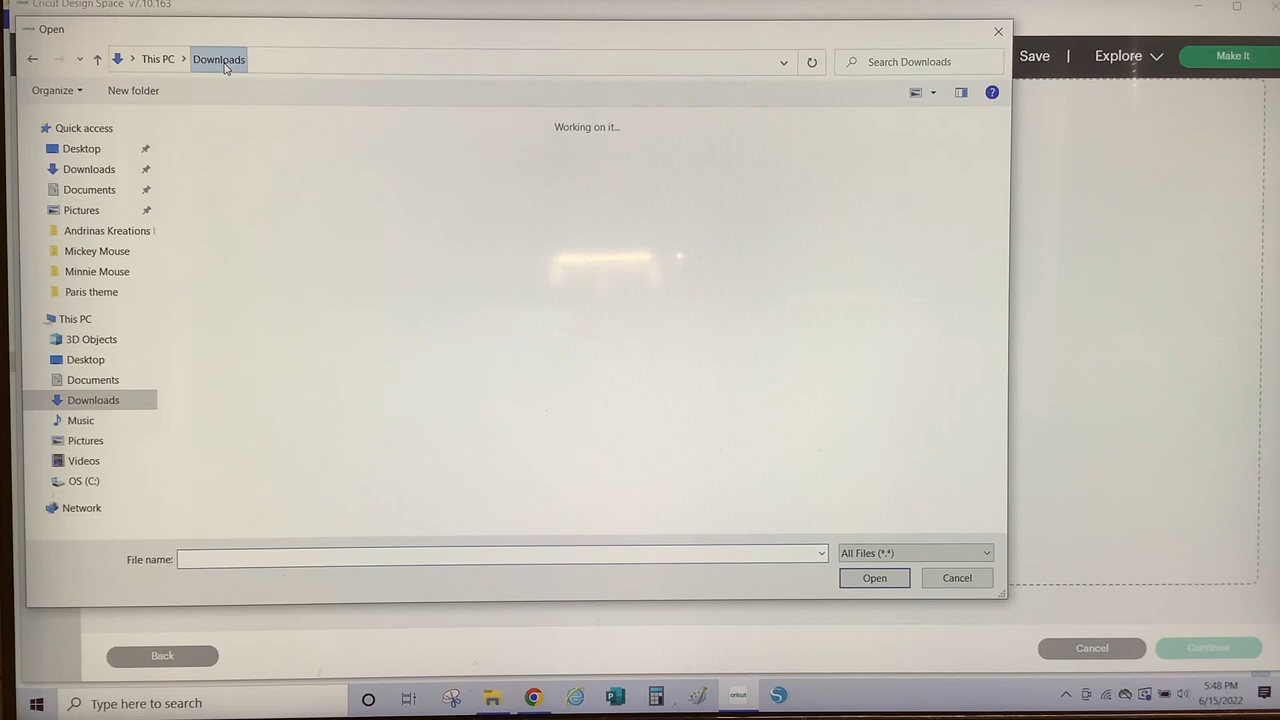 Cricut Design Space v7.10.163
Open
This PC > Downloads
Search Downloads
Save | Explore Make It
Organize
New folder
Working on it...
Quick access
Desktop
Downloads
Documents
Pictures
Andrinas Kreations
Mickey Mouse
Minnie Mouse
Paris theme
This PC
3D Objects
Desktop
Documents
Downloads
Music
Pictures
Videos
OS (C:)
Network
File name:
All Files (*.*)
Open
Cancel
Back
Cancel
Continue
Type here to search
cricut
5:48 PM
6/15/2022